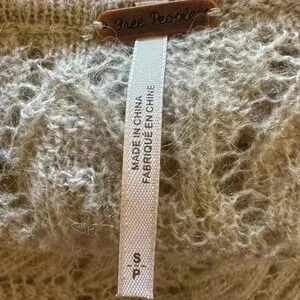 Free People
MADE IN CHINA
FABRIQUÉ EN CHINE
S
P